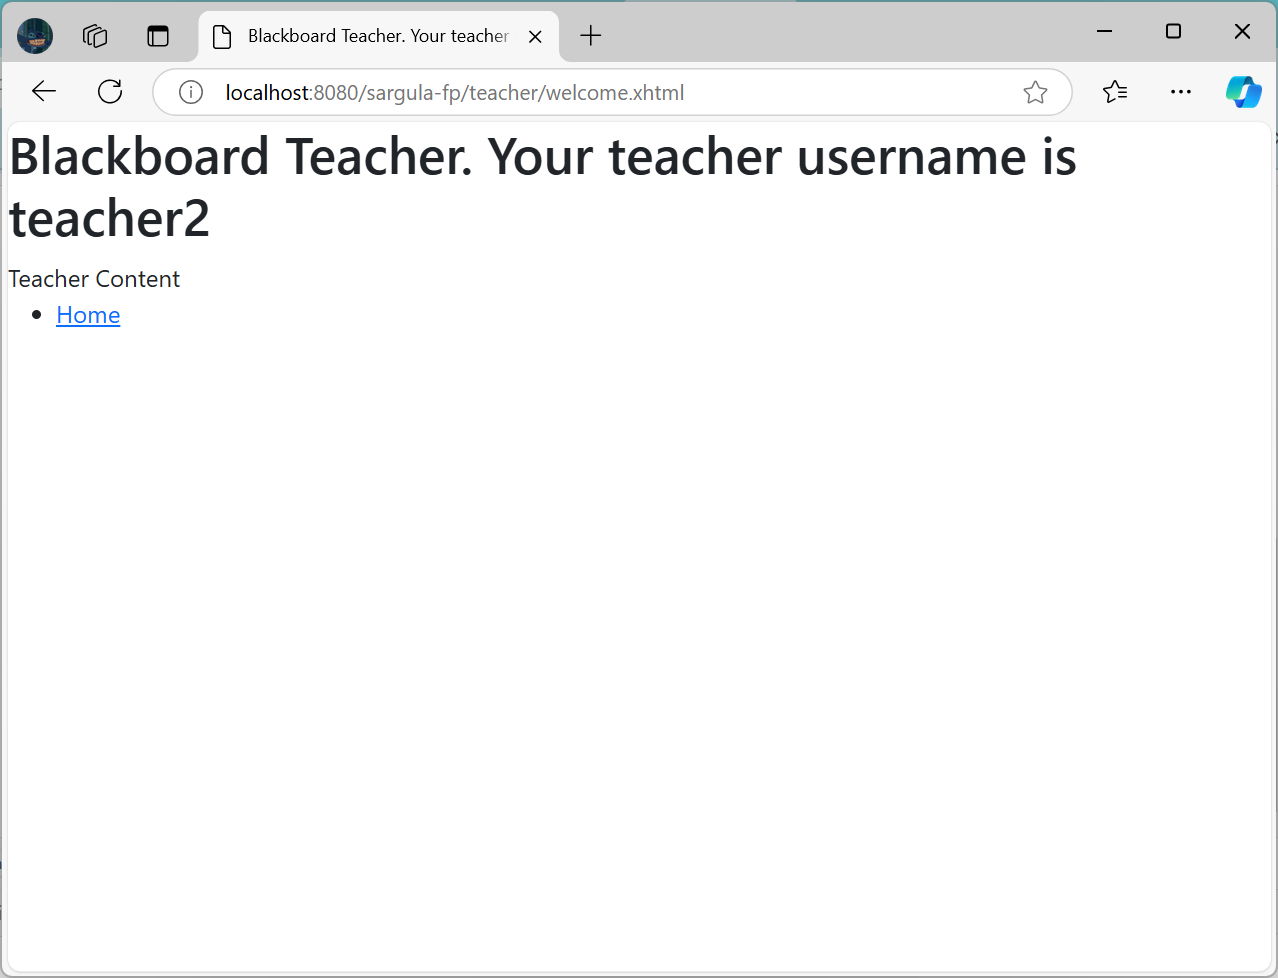 Blackboard Teacher. Your teacher
localhost:8080/sargula-fp/teacher/welcome.xhtml
Blackboard Teacher. Your teacher username is
teacher2
Teacher Content
Home